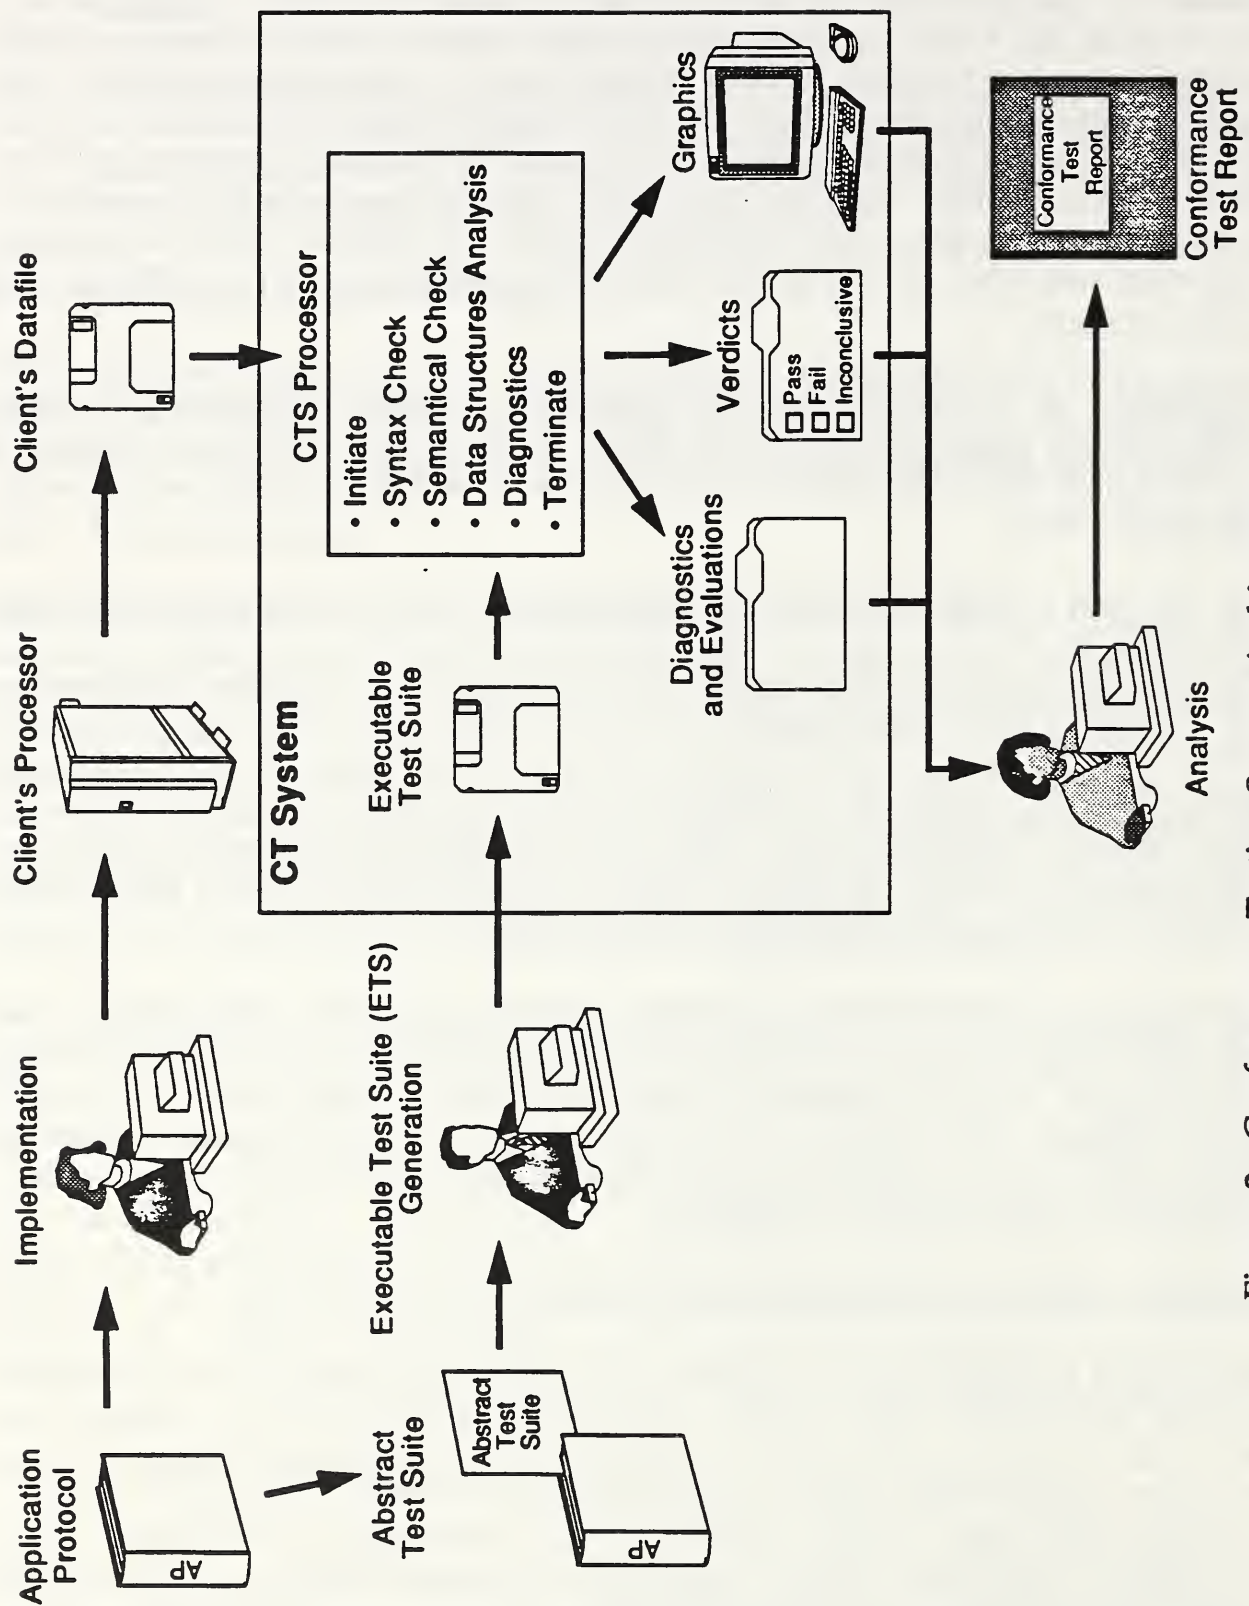 Application
Protocol
Implementation
Client's Processor
Client's Datafile
AP
Abstract
Test Suite
Abstract
Test
Suite
AP
Executable Test Suite (ETS)
Generation
CT System
Executable
Test Suite
CTS Processor
• Initiate
• Syntax Check
• Semantical Check
• Data Structures Analysis
• Diagnostics
• Terminate
Diagnostics
and Evaluations
Verdicts
Pass
Fail
Inconclusive
Graphics
Analysis
Conformance
Test
Report
Conformance
Test Report